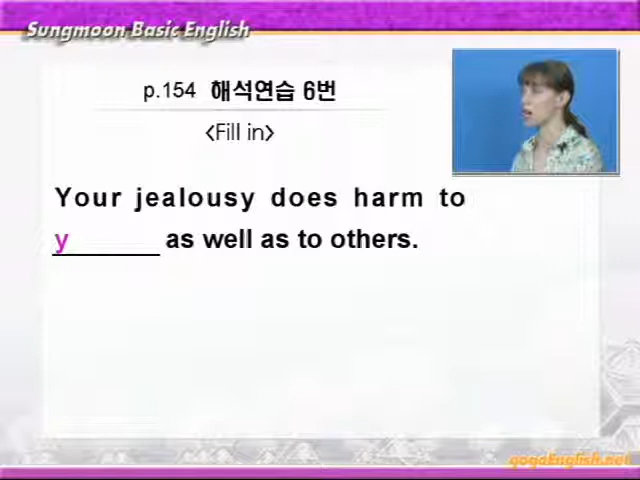 Sungmoon Basic English
p.154 해석연습 6번
<Fill in>
Your jealousy does harm to
y_______ as well as to others.
gogoEnglish.net